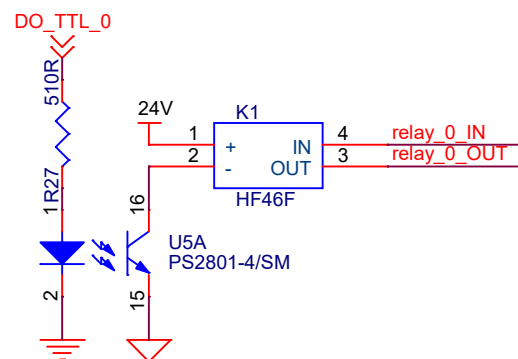 DO_TTL_0
510R
R27
1
2
24V
K1
1
+
IN
4
relay_0_IN
2
-
OUT
3
relay_0_OUT
HF46F
16
U5A
PS2801-4/SM
15